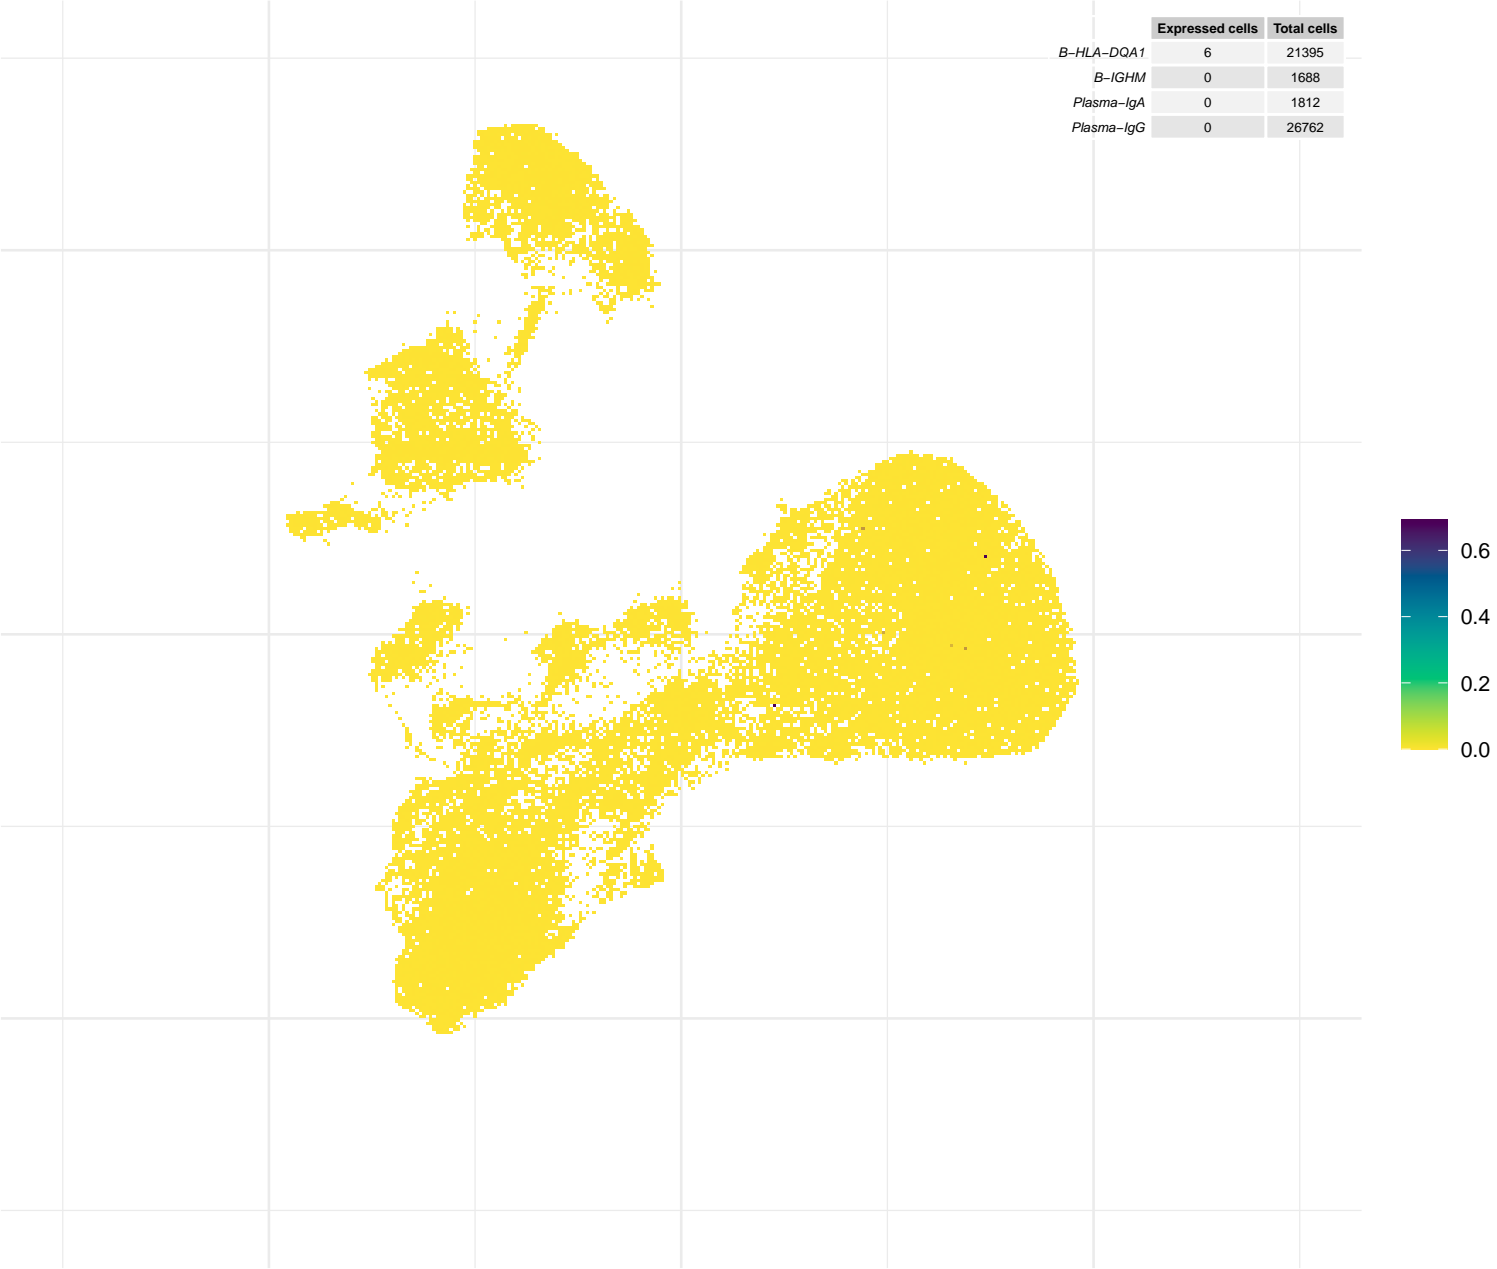 Expressed cells Total cells
B−HLA−DQA1 6 21395
B−IGHM 0 1688
Plasma−IgA 0 1812
Plasma−IgG 0 26762
0.6
0.4
0.2
0.0